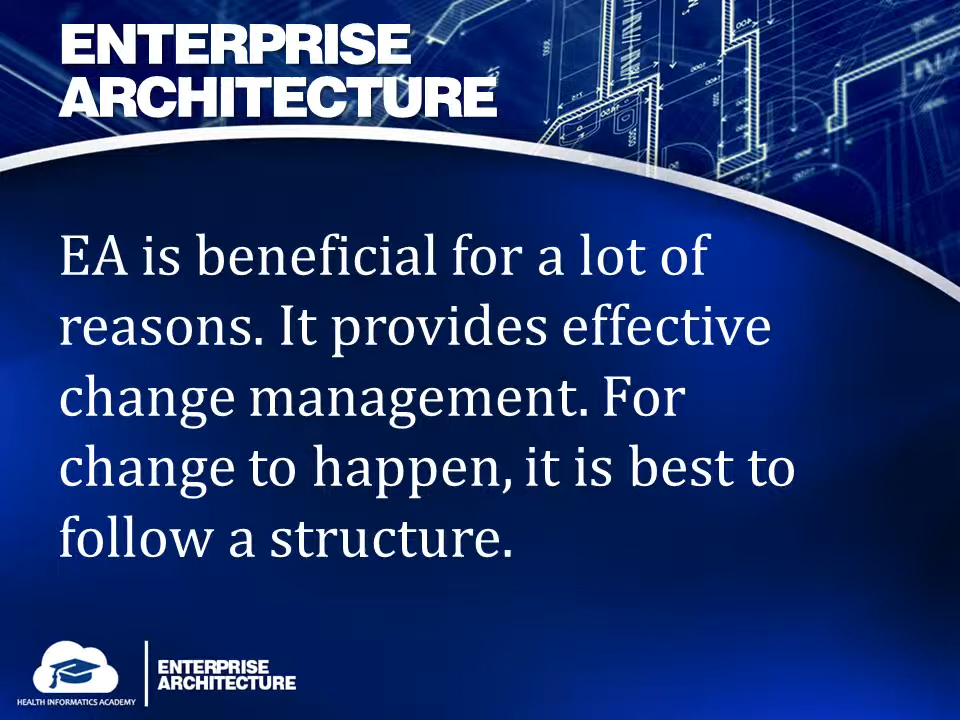 ENTERPRISE
ARCHITECTURE
EA is beneficial for a lot of
reasons. It provides effective
change management. For
change to happen, it is best to
follow a structure.
HEALTH INFORMATICS ACADEMY
ENTERPRISE
ARCHITECTURE